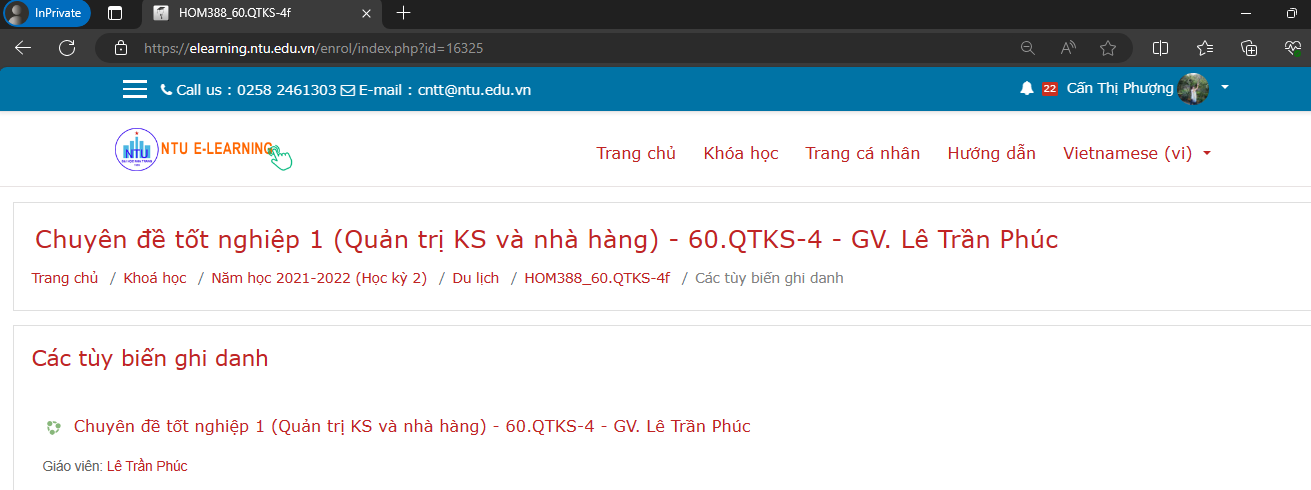 InPrivate
HOM388_60.QTKS-4f
https://elearning.ntu.edu.vn/enrol/index.php?id=16325
Call us : 0258 2461303 E-mail : cntt@ntu.edu.vn
22 Cấn Thị Phượng
NTU
NTU E-LEARNING
Trang chủ Khóa học Trang cá nhân Hướng dẫn Vietnamese (vi)
Chuyên đề tốt nghiệp 1 (Quản trị KS và nhà hàng) - 60.QTKS-4 - GV. Lê Trần Phúc
Trang chủ / Khoá học / Năm học 2021-2022 (Học kỳ 2) / Du lịch / HOM388_60.QTKS-4f / Các tùy biến ghi danh
Các tùy biến ghi danh
Chuyên đề tốt nghiệp 1 (Quản trị KS và nhà hàng) - 60.QTKS-4 - GV. Lê Trần Phúc
Giáo viên: Lê Trần Phúc